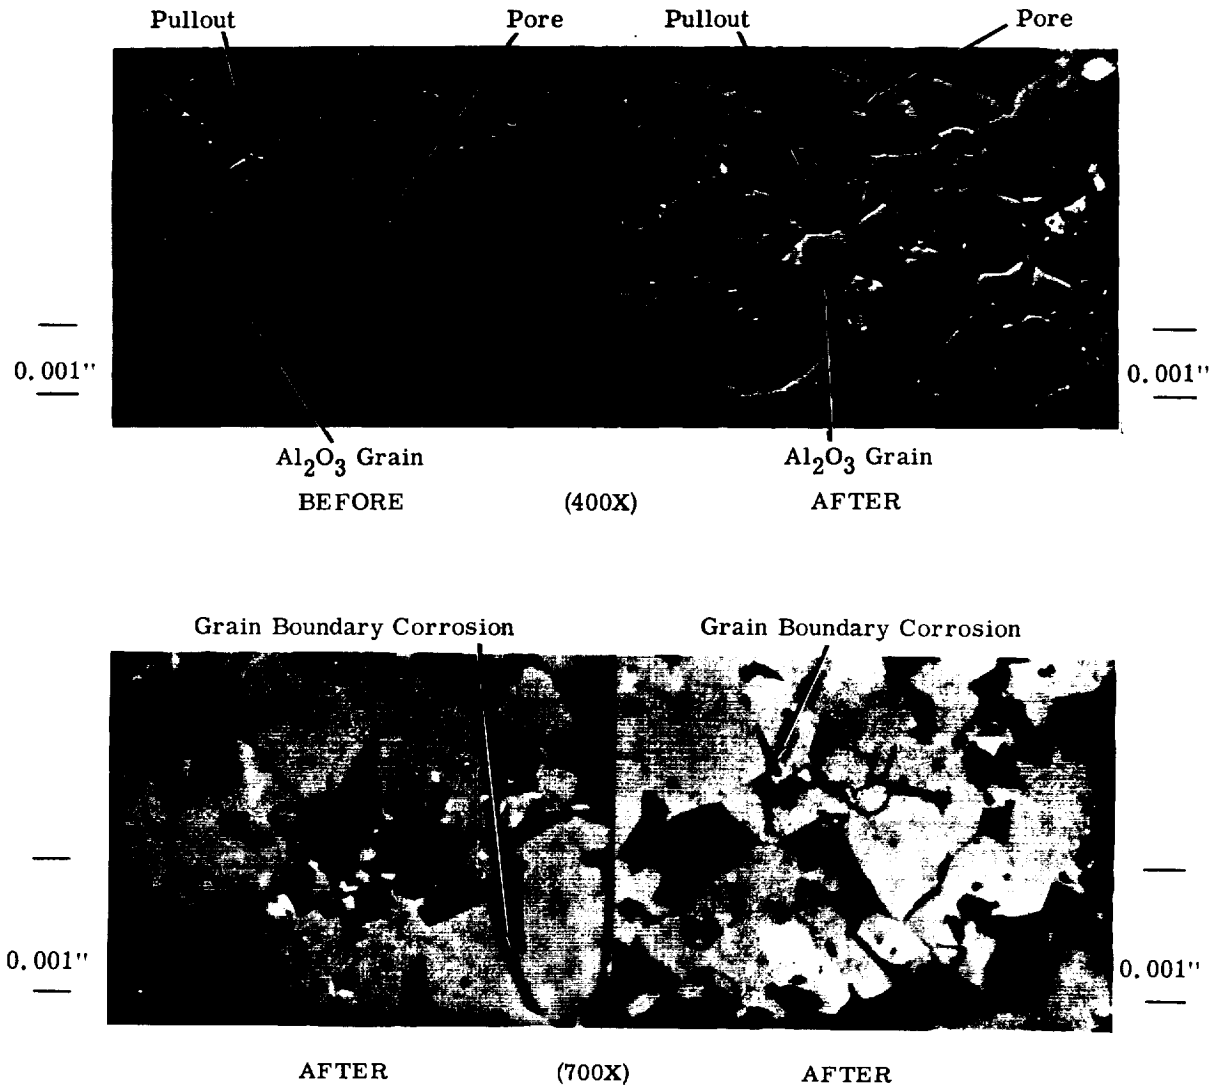 Pullout Pore Pullout Pore
0.001" 0.001"
Al₂O₃ Grain Al₂O₃ Grain
BEFORE (400X) AFTER
Grain Boundary Corrosion Grain Boundary Corrosion
0.001" 0.001"
AFTER (700X) AFTER